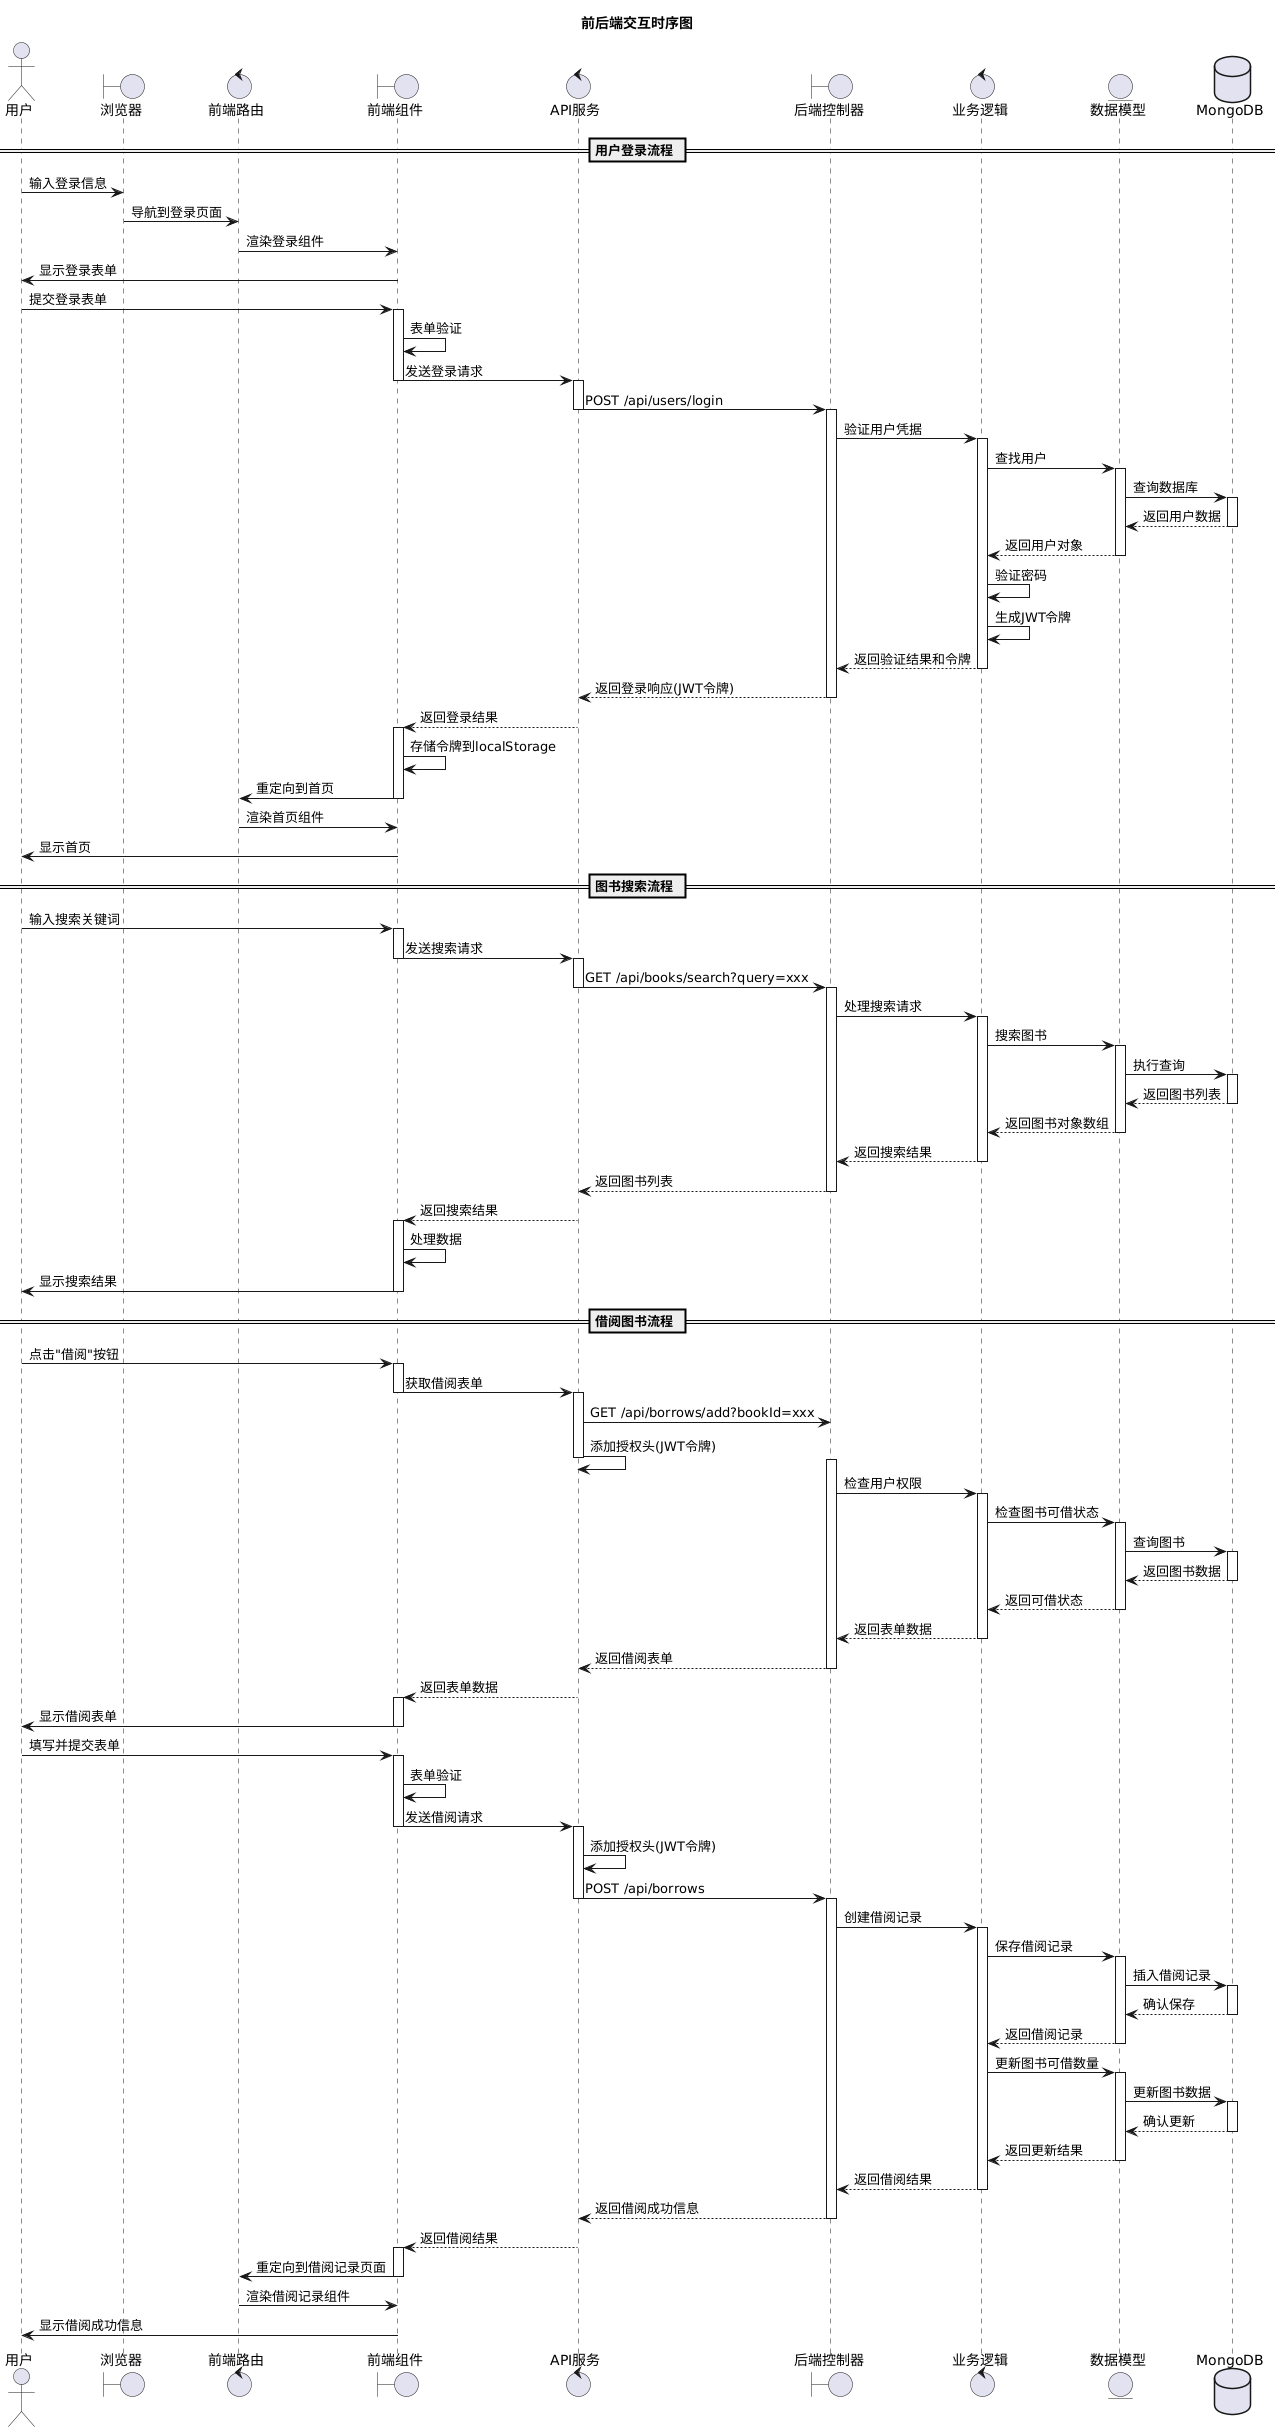 前后端交互时序图
用户 浏览器 前端路由 前端组件 API服务 后端控制器 业务逻辑 数据模型 MongoDB
用户登录流程
输入登录信息
导航到登录页面
渲染登录组件
显示登录表单
提交登录表单
表单验证
发送登录请求
POST /api/users/login
验证用户凭据
查找用户
查询数据库
返回用户数据
返回用户对象
验证密码
生成JWT令牌
返回验证结果和令牌
返回登录响应(JWT令牌)
返回登录结果
存储令牌到localStorage
重定向到首页
渲染首页组件
显示首页
图书搜索流程
输入搜索关键词
发送搜索请求
GET /api/books/search?query=xxx
处理搜索请求
搜索图书
执行查询
返回图书列表
返回图书对象数组
返回搜索结果
返回图书列表
返回搜索结果
处理数据
显示搜索结果
借阅图书流程
点击"借阅"按钮
获取借阅表单
GET /api/borrows/add?bookId=xxx
添加授权头(JWT令牌)
检查用户权限
检查图书可借状态
查询图书
返回图书数据
返回可借状态
返回表单数据
返回借阅表单
返回表单数据
显示借阅表单
填写并提交表单
表单验证
发送借阅请求
添加授权头(JWT令牌)
POST /api/borrows
创建借阅记录
保存借阅记录
插入借阅记录
确认保存
返回借阅记录
更新图书可借数量
更新图书数据
确认更新
返回更新结果
返回借阅结果
返回借阅成功信息
返回借阅结果
重定向到借阅记录页面
渲染借阅记录组件
显示借阅成功信息
用户 浏览器 前端路由 前端组件 API服务 后端控制器 业务逻辑 数据模型 MongoDB